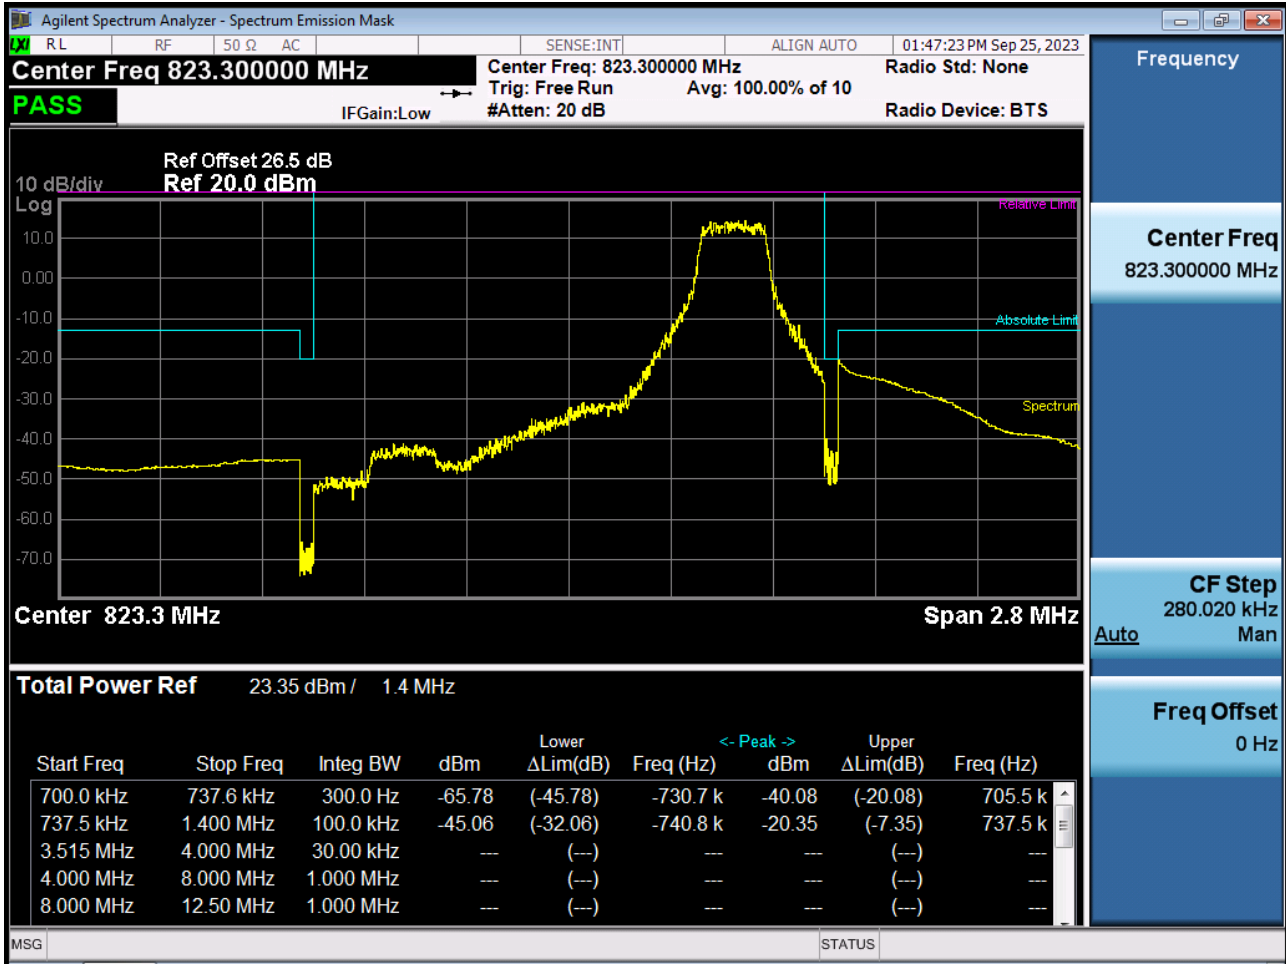 Agilent Spectrum Analyzer - Spectrum Emission Mask
LXI RL RF 50 Ω AC SENSE:INT ALIGN AUTO 01:47:23 PM Sep 25, 2023
Center Freq 823.300000 MHz
Center Freq: 823.300000 MHz Radio Std: None
Trig: Free Run Avg: 100.00% of 10
PASS
IFGain:Low #Atten: 20 dB Radio Device: BTS
Ref Offset 26.5 dB
10 dB/div Ref 20.0 dBm
Log
Relative Limit
10.0
0.00
-10.0
Absolute Limit
-20.0
-30.0
Spectrum
-40.0
-50.0
-60.0
-70.0
Center 823.3 MHz Span 2.8 MHz
Total Power Ref 23.35 dBm / 1.4 MHz
Lower <- Peak -> Upper
Start Freq Stop Freq Integ BW dBm ΔLim(dB) Freq (Hz) dBm ΔLim(dB) Freq (Hz)
700.0 kHz 737.6 kHz 300.0 Hz -65.78 (-45.78) -730.7 k -40.08 (-20.08) 705.5 k
737.5 kHz 1.400 MHz 100.0 kHz -45.06 (-32.06) -740.8 k -20.35 (-7.35) 737.5 k
3.515 MHz 4.000 MHz 30.00 kHz --- (---) --- --- (---) ---
4.000 MHz 8.000 MHz 1.000 MHz --- (---) --- --- (---) ---
8.000 MHz 12.50 MHz 1.000 MHz --- (---) --- --- (---) ---
MSG STATUS
Frequency
Center Freq
823.300000 MHz
CF Step
280.020 kHz
Auto Man
Freq Offset
0 Hz